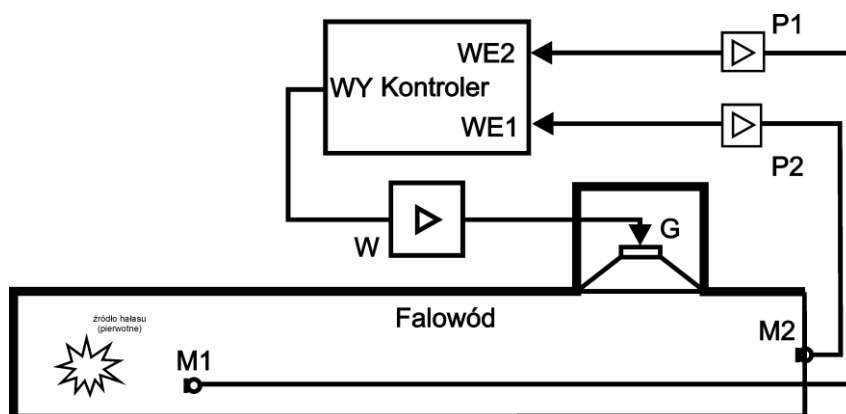 P1
WE2
WY Kontroler
WE1
P2
W
G
źródło hałasu
(pierwotne)
Falowód
M1
M2